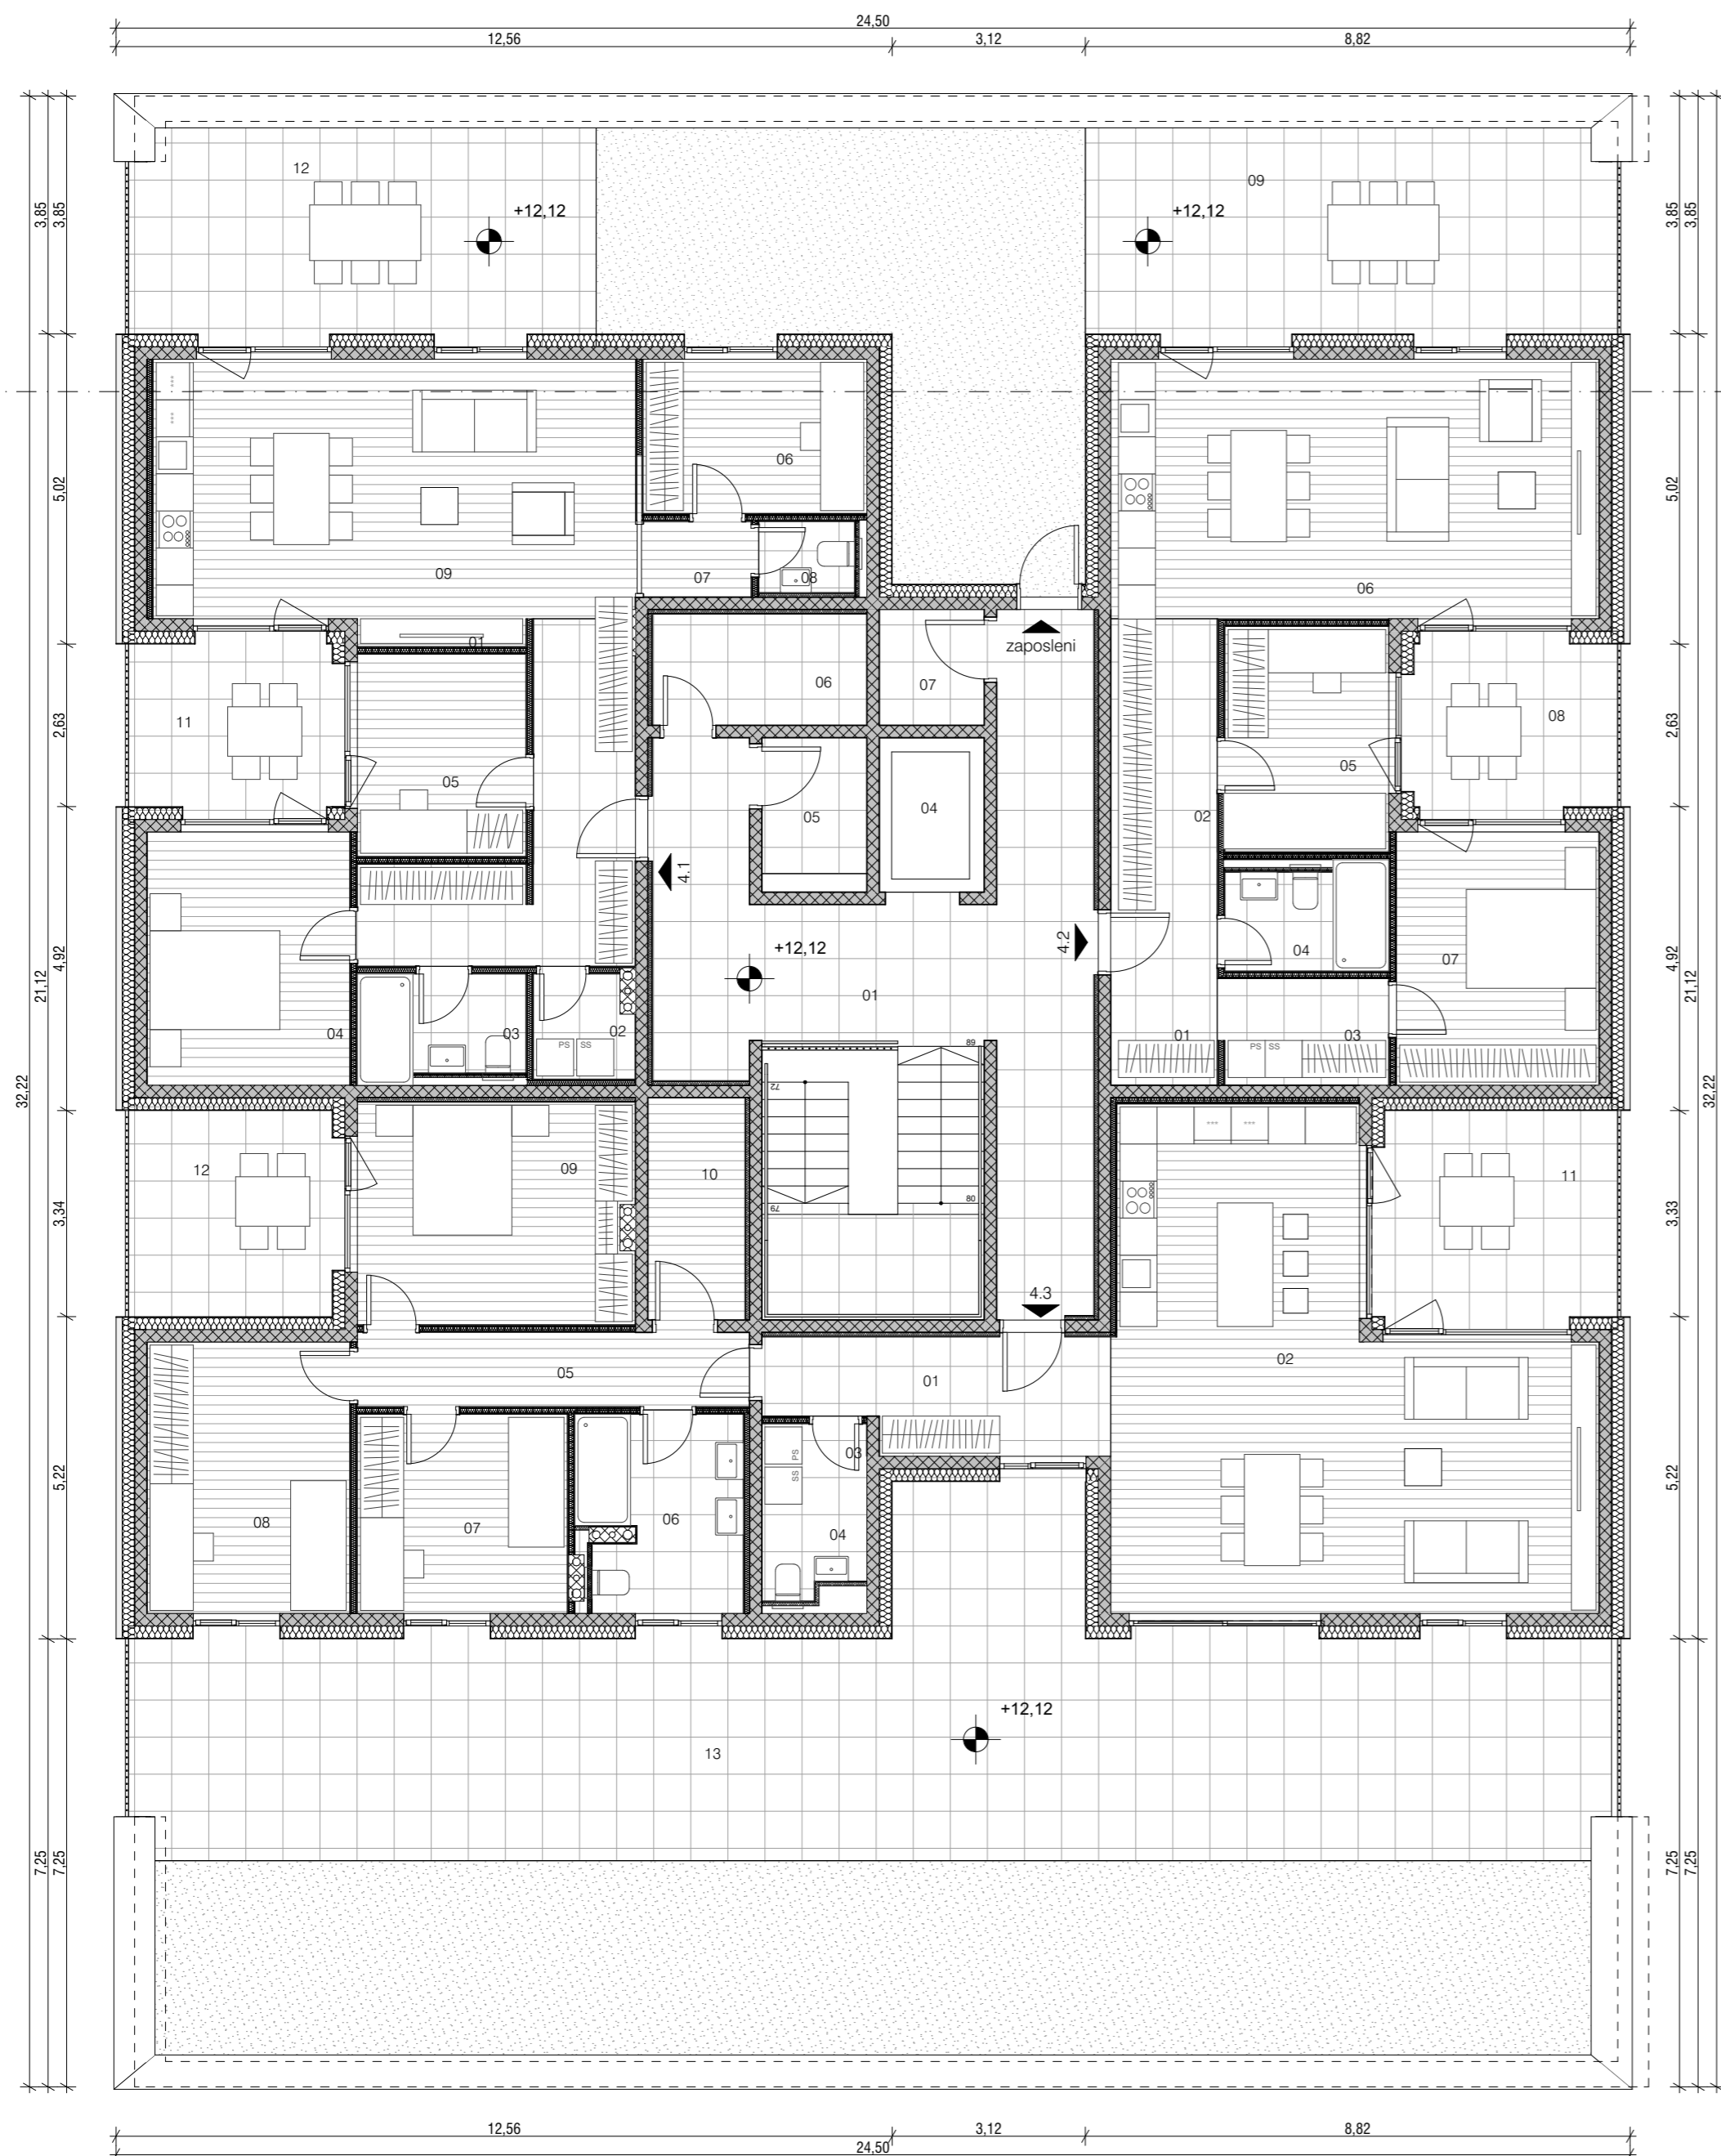 24,50
12,56 3,12 8,82
3,85 3,85 3,85 3,85
12 09
+12,12 +12,12
5,02 5,02
06
09 07 08 06
01 zaposleni
06 07
11 08
2,63 2,63
05 05
05 04 02
4.1
4.2
+12,12 04 07
4,92 4,92
21,12 21,12
01
04 03 02 01 03
PS SS PS SS
89
72
32,22 32,22
12 09 10 11
3,34 3,33
79 80
4.3
02
05 01
03
PS
SS
5,22 5,22
08 07 06 04
+12,12
13
7,25 7,25 7,25 7,25
12,56 3,12 8,82
24,50